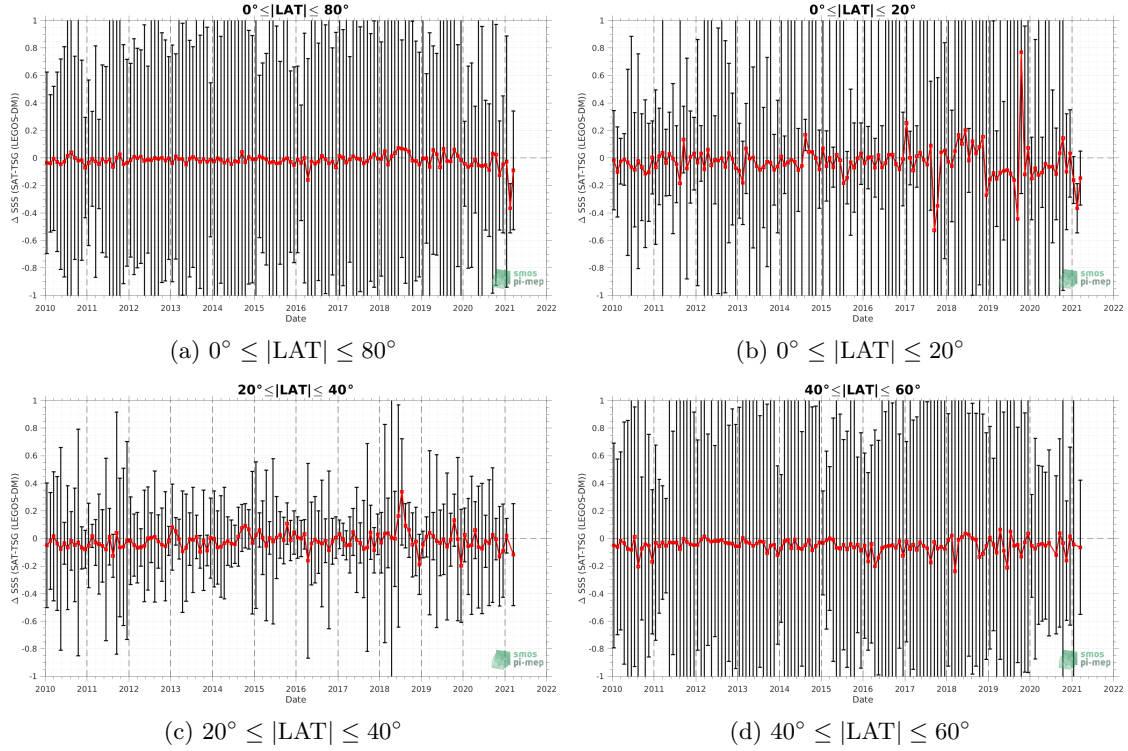 0°≤|LAT|≤ 80°
Δ SSS (SAT-TSG (LEGOS-DM))
1
0.8
0.6
0.4
0.2
0
-0.2
-0.4
-0.6
-0.8
-1
smos
pi-mep
2010 2011 2012 2013 2014 2015 2016 2017 2018 2019 2020 2021 2022
Date
(a) 0° ≤ |LAT| ≤ 80°
0°≤|LAT|≤ 20°
Δ SSS (SAT-TSG (LEGOS-DM))
1
0.8
0.6
0.4
0.2
0
-0.2
-0.4
-0.6
-0.8
-1
smos
pi-mep
2010 2011 2012 2013 2014 2015 2016 2017 2018 2019 2020 2021 2022
Date
(b) 0° ≤ |LAT| ≤ 20°
20°≤|LAT|≤ 40°
Δ SSS (SAT-TSG (LEGOS-DM))
1
0.8
0.6
0.4
0.2
0
-0.2
-0.4
-0.6
-0.8
-1
smos
pi-mep
2010 2011 2012 2013 2014 2015 2016 2017 2018 2019 2020 2021 2022
Date
(c) 20° ≤ |LAT| ≤ 40°
40°≤|LAT|≤ 60°
Δ SSS (SAT-TSG (LEGOS-DM))
1
0.8
0.6
0.4
0.2
0
-0.2
-0.4
-0.6
-0.8
-1
smos
pi-mep
2010 2011 2012 2013 2014 2015 2016 2017 2018 2019 2020 2021 2022
Date
(d) 40° ≤ |LAT| ≤ 60°